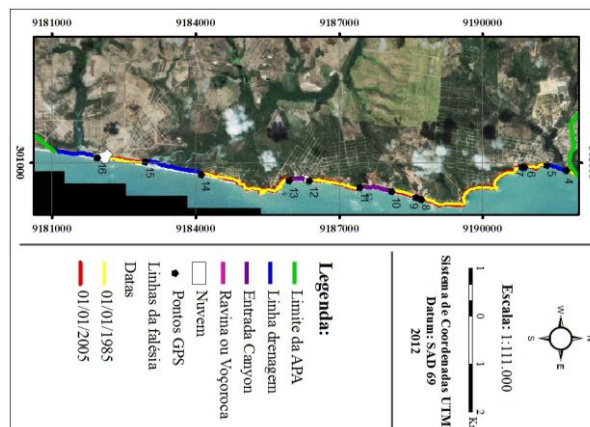 9181000 9184000 9187000 9190000
301000
301000
16
15
14
13
12
11
10
9
8
7
6
5
4
9181000 9184000 9187000 9190000
Legenda:
Limite da APA
Linha drenagem
Entrada Canyon
Ravina ou Voçoroca
Nuvem
Pontos GPS
Linhas da falésia
Datas
01/01/1985
01/01/2005
N
S
E
W
Escala: 1:111.000
1 0 1 2
Sistema de Coordenadas UTM
Datum: SAD 69
2012